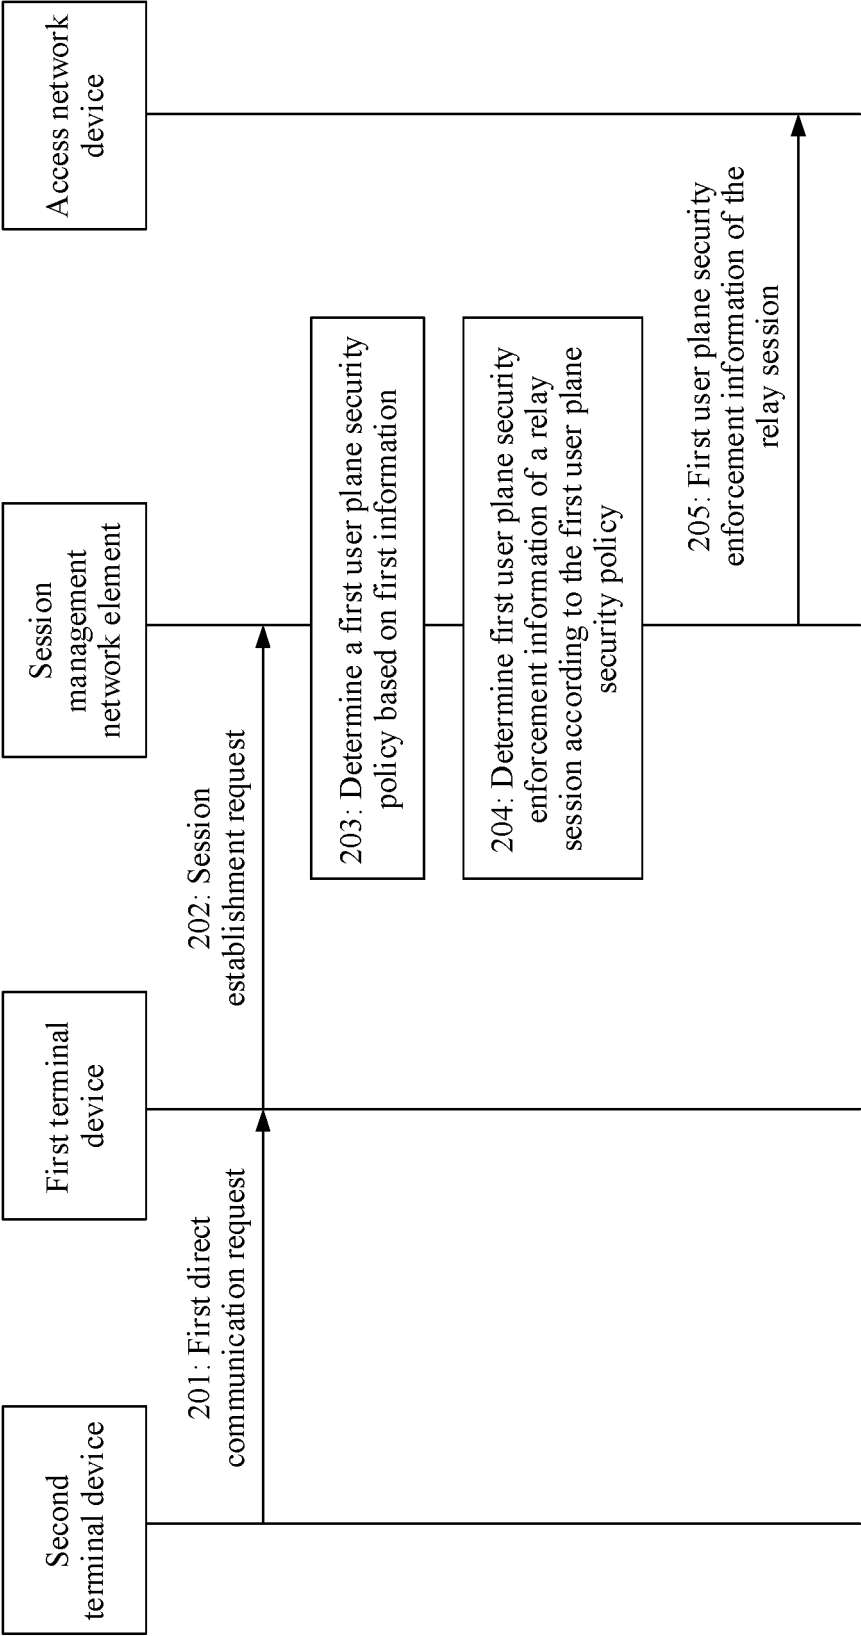 Second
terminal device
First terminal
device
Session
management
network element
Access network
device
201: First direct
communication request
202: Session
establishment request
203: Determine a first user plane security
policy based on first information
204: Determine first user plane security
enforcement information of a relay
session according to the first user plane
security policy
205: First user plane security
enforcement information of the
relay session